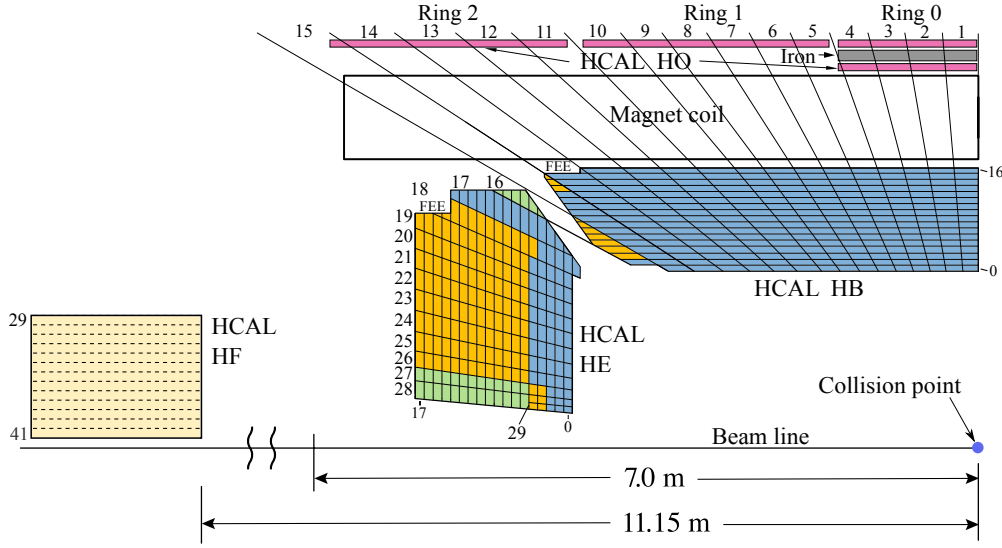 Ring 2 Ring 1 Ring 0
15 14 13 12 11 10 9 8 7 6 5 4 3 2 1
HCAL HO
Iron
Magnet coil
FEE
16
0
HCAL HB
18 17 16
FEE
19
20
21
22
23
24
25
26
27
28
17
29
0
HCAL
HE
29
41
HCAL
HF
Collision point
Beam line
7.0 m
11.15 m